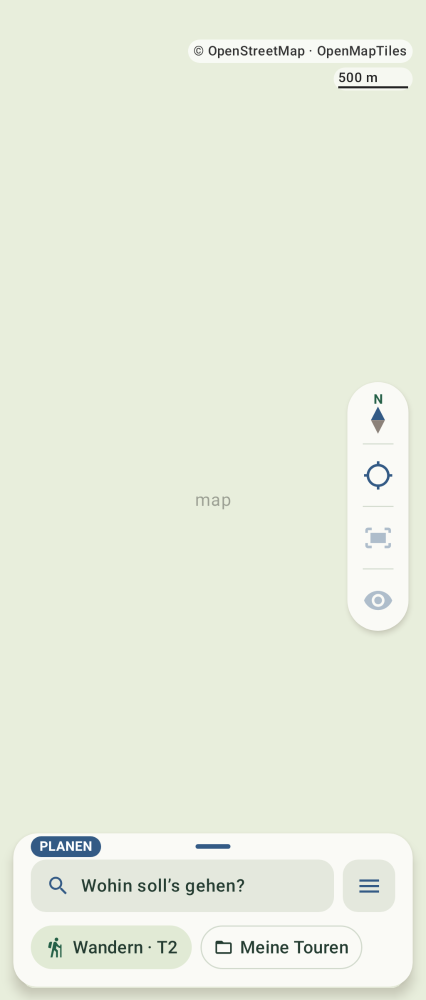 © OpenStreetMap · OpenMapTiles
500 m
N
map
PLANEN
Wohin soll’s gehen?
Wandern · T2
Meine Touren